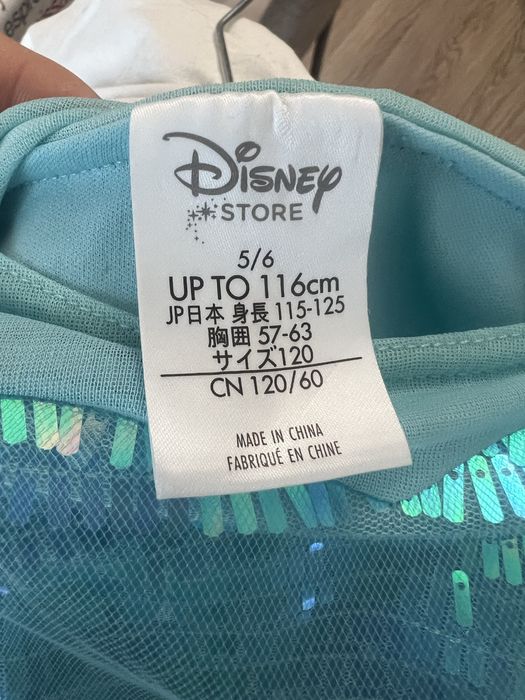 Disney
STORE
5/6
UP TO 116cm
JP日本 身長 115-125
胸囲 57-63
サイズ120
CN 120/60
MADE IN CHINA
FABRIQUÉ EN CHINE